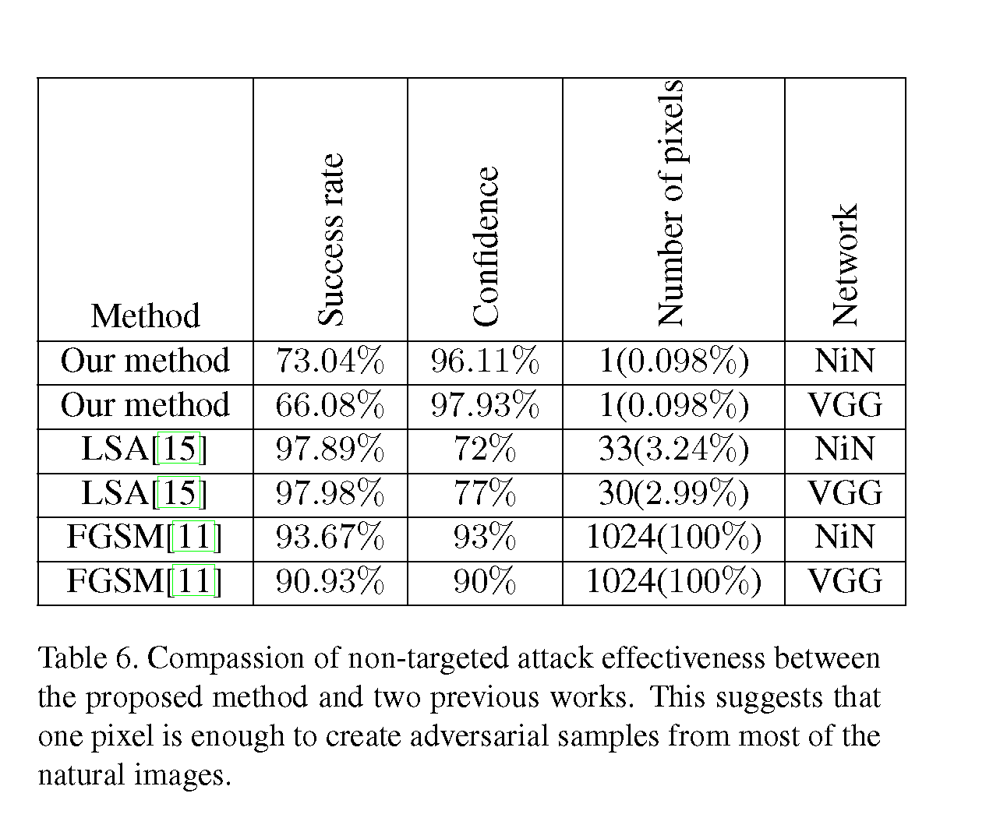 Method Success rate Confidence Number of pixels Network
Our method 73.04% 96.11% 1(0.098%) NiN
Our method 66.08% 97.93% 1(0.098%) VGG
LSA[15] 97.89% 72% 33(3.24%) NiN
LSA[15] 97.98% 77% 30(2.99%) VGG
FGSM[11] 93.67% 93% 1024(100%) NiN
FGSM[11] 90.93% 90% 1024(100%) VGG
Table 6. Compassion of non-targeted attack effectiveness between
the proposed method and two previous works. This suggests that
one pixel is enough to create adversarial samples from most of the
natural images.